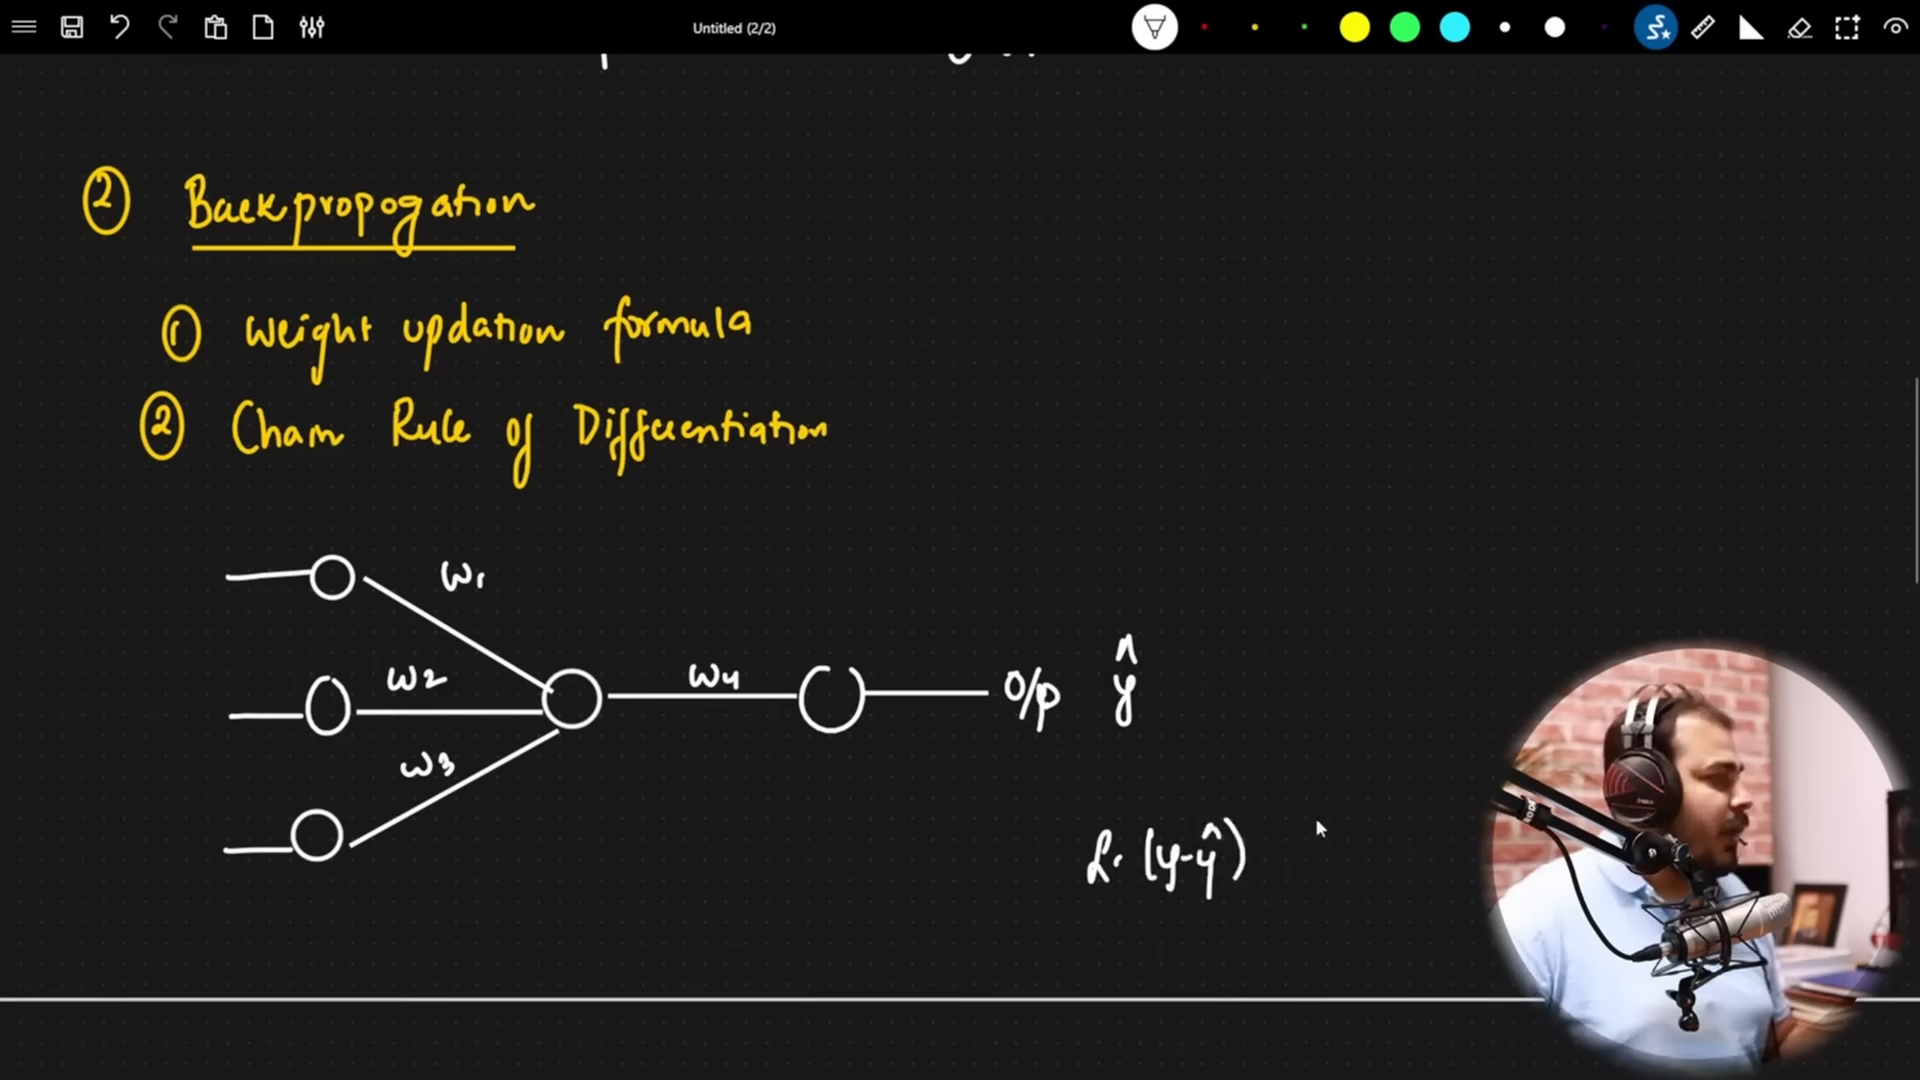 Untitled (2/2)
② Backpropogation
① Weight updation formula
② Chain Rule of Differentiation
w₁
w2
w4
O/p ŷ
w3
(y-ŷ)